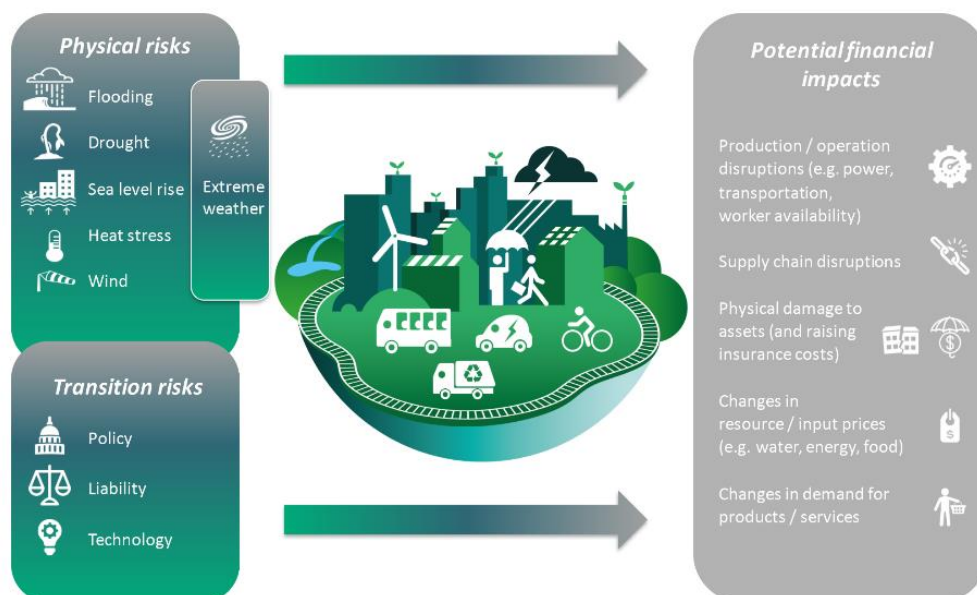 Physical risks
Flooding
Drought
Sea level rise
Heat stress
Wind
Extreme
weather
Transition risks
Policy
Liability
Technology
Potential financial
impacts
Production / operation
disruptions (e.g. power,
transportation,
worker availability)
Supply chain disruptions
Physical damage to
assets (and raising
insurance costs)
$
Changes in
resource / input prices
(e.g. water, energy, food)
$
Changes in demand for
products / services